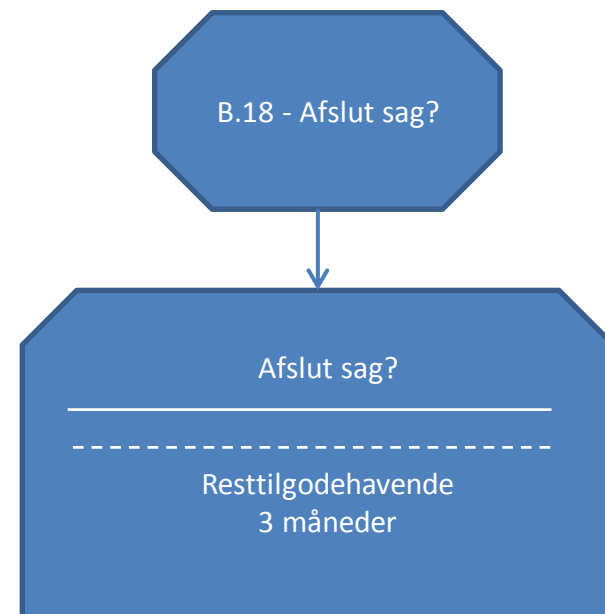 B.18 - Afslut sag?
Afslut sag?
Resttilgodehavende
3 måneder